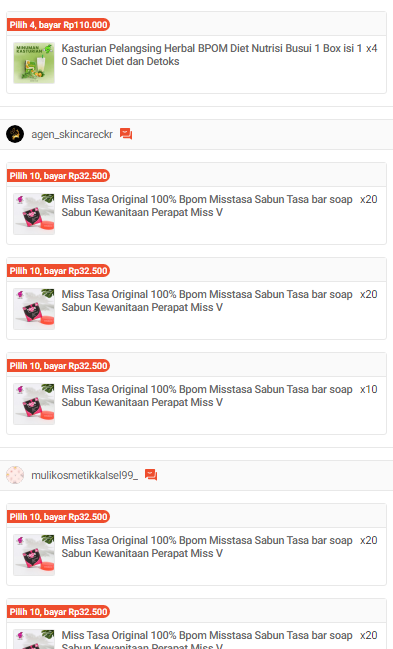 Pilih 4, bayar Rp110.000
MINUMAN
KASTURIAN
Kasturian Pelangsing Herbal BPOM Diet Nutrisi Busui 1 Box isi 1 x4
0 Sachet Diet dan Detoks
agen_skincareckr
Pilih 10, bayar Rp32.500
Miss Tasa Original 100% Bpom Misstasa Sabun Tasa bar soap x20
Sabun Kewanitaan Perapat Miss V
Pilih 10, bayar Rp32.500
Miss Tasa Original 100% Bpom Misstasa Sabun Tasa bar soap x20
Sabun Kewanitaan Perapat Miss V
Pilih 10, bayar Rp32.500
Miss Tasa Original 100% Bpom Misstasa Sabun Tasa bar soap x10
Sabun Kewanitaan Perapat Miss V
mulikosmetikkalsel99_
Pilih 10, bayar Rp32.500
Miss Tasa Original 100% Bpom Misstasa Sabun Tasa bar soap x20
Sabun Kewanitaan Perapat Miss V
Pilih 10, bayar Rp32.500
Miss Tasa Original 100% Bpom Misstasa Sabun Tasa bar soap x20
Sabun Kewanitaan Perapat Miss V